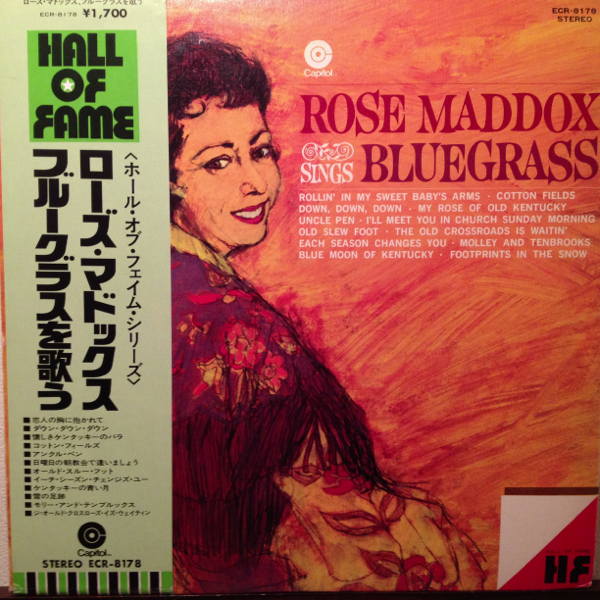 ローズ・マドックス、ブルーグラスを歌う
ECR-8178 ¥1,700
HALL
OF
FAME
〈ホール・オブ・フェイム・シリーズ〉
ローズ・マドックス
ブルーグラスを歌う
■恋人の胸に抱かれて
■ダウン・ダウン・ダウン
■懐しきケンタッキーのバラ
■コットン・フィールズ
■アンクル・ペン
■日曜日の朝教会で逢いましょう
■オールド・スルー・フット
■イーチ・シーズン・チェンジズ・ユー
■ケンタッキーの青い月
■雪の足跡
■モリー・アンド・テンブルックス
■ジ・オールド・クロスローズ・イズ・ウェイティン
Capitol
STEREO ECR-8178
ECR-8178
STEREO
Capitol
ROSE MADDOX
SINGS BLUEGRASS
ROLLIN' IN MY SWEET BABY'S ARMS · COTTON FIELDS
DOWN, DOWN, DOWN · MY ROSE OF OLD KENTUCKY
UNCLE PEN · I'LL MEET YOU IN CHURCH SUNDAY MORNING
OLD SLEW FOOT · THE OLD CROSSROADS IS WAITIN'
EACH SEASON CHANGES YOU · MOLLEY AND TENBROOKS
BLUE MOON OF KENTUCKY · FOOTPRINTS IN THE SNOW
HF